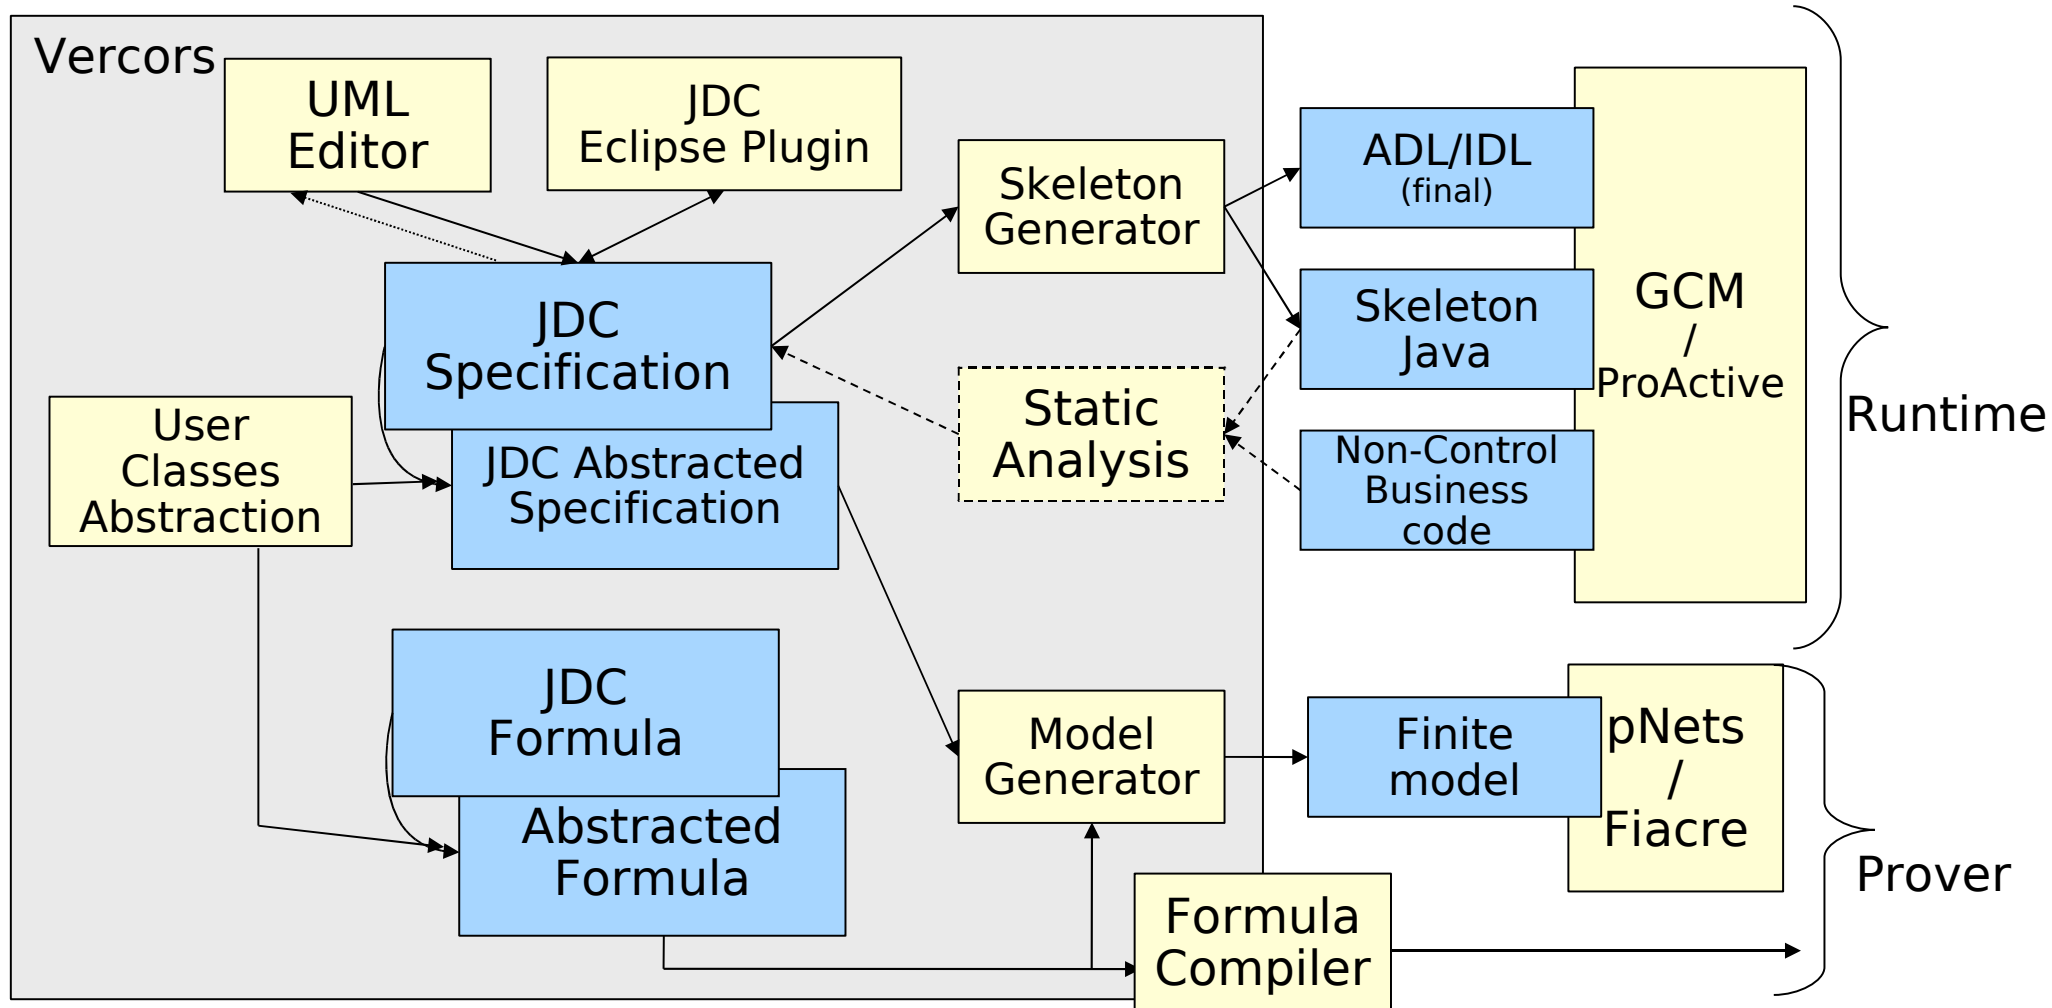 Vercors
UML
Editor
JDC
Eclipse Plugin
Skeleton
Generator
ADL/IDL
(final)
JDC
Specification
Skeleton
Java
GCM
/
ProActive
Runtime
Static
Analysis
User
Classes
Abstraction
JDC Abstracted
Specification
Non-Control
Business
code
JDC
Formula
Model
Generator
Finite
model
pNets
/
Fiacre
Abstracted
Formula
Prover
Formula
Compiler